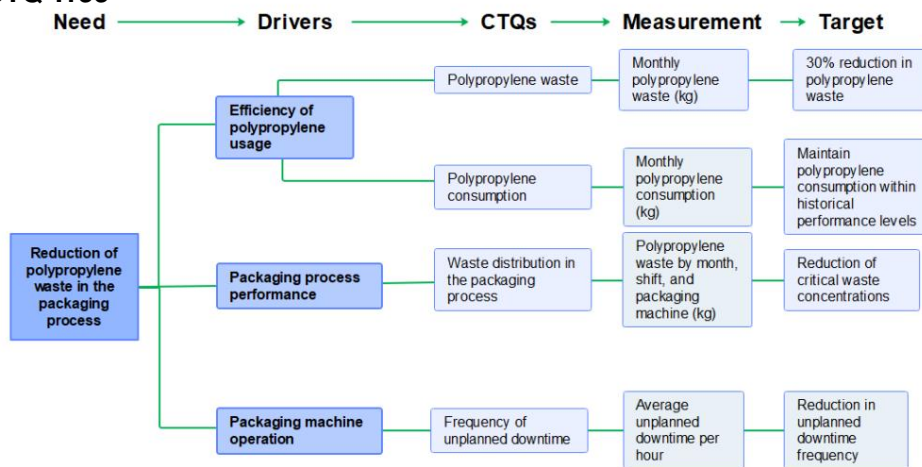 Need
Drivers
CTQs
Measurement
Target
Efficiency of
polypropylene
usage
Polypropylene waste
Monthly
polypropylene
waste (kg)
30% reduction in
polypropylene
waste
Polypropylene
consumption
Monthly
polypropylene
consumption
(kg)
Maintain
polypropylene
consumption within
historical
performance levels
Reduction of
polypropylene
waste in the
packaging
process
Packaging process
performance
Waste distribution in
the packaging
process
Polypropylene
waste by month,
shift, and
packaging
machine (kg)
Reduction of
critical waste
concentrations
Packaging machine
operation
Frequency of
unplanned downtime
Average
unplanned
downtime per
hour
Reduction in
unplanned
downtime
frequency